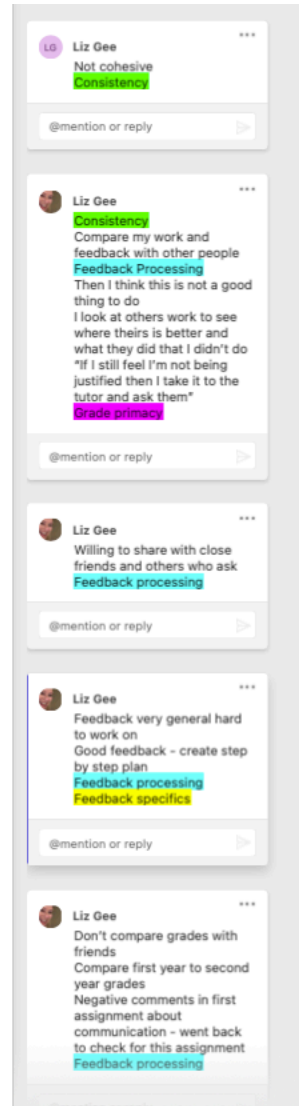 LG Liz Gee ...
Not cohesive
Consistency
@mention or reply
Liz Gee ...
Consistency
Compare my work and
feedback with other people
Feedback Processing
Then I think this is not a good
thing to do
I look at others work to see
where theirs is better and
what they did that I didn't do
"If I still feel I'm not being
justified then I take it to the
tutor and ask them"
Grade primacy
@mention or reply
Liz Gee ...
Willing to share with close
friends and others who ask
Feedback processing
@mention or reply
Liz Gee ...
Feedback very general hard
to work on
Good feedback - create step
by step plan
Feedback processing
Feedback specifics
@mention or reply
Liz Gee ...
Don't compare grades with
friends
Compare first year to second
year grades
Negative comments in first
assignment about
communication - went back
to check for this assignment
Feedback processing